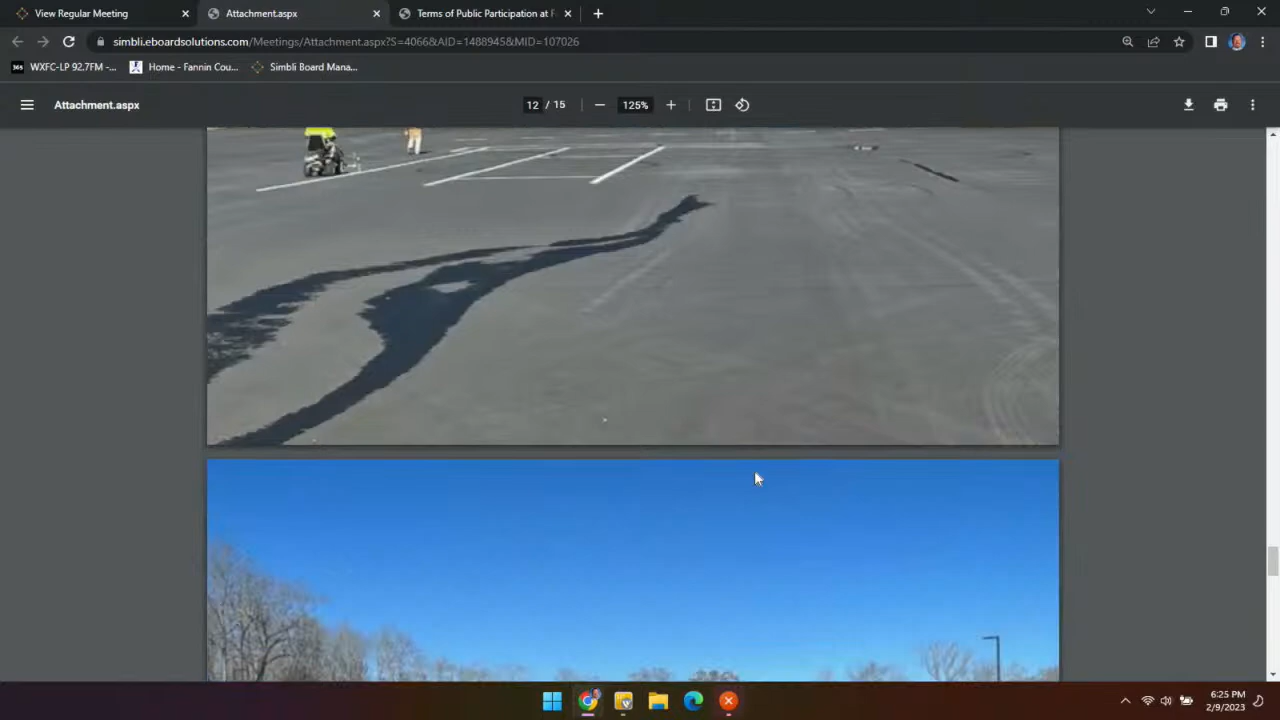 View Regular Meeting
Attachment.aspx
Terms of Public Participation at
simbli.eboardsolutions.com/Meetings/Attachment.aspx?S=4066&AID=1488945&MID=107026
365 WXFC-LP 92.7FM -...
Home - Fannin Cou...
Simbli Board Mana...
Attachment.aspx
12 / 15
125%
6:25 PM
2/9/2023